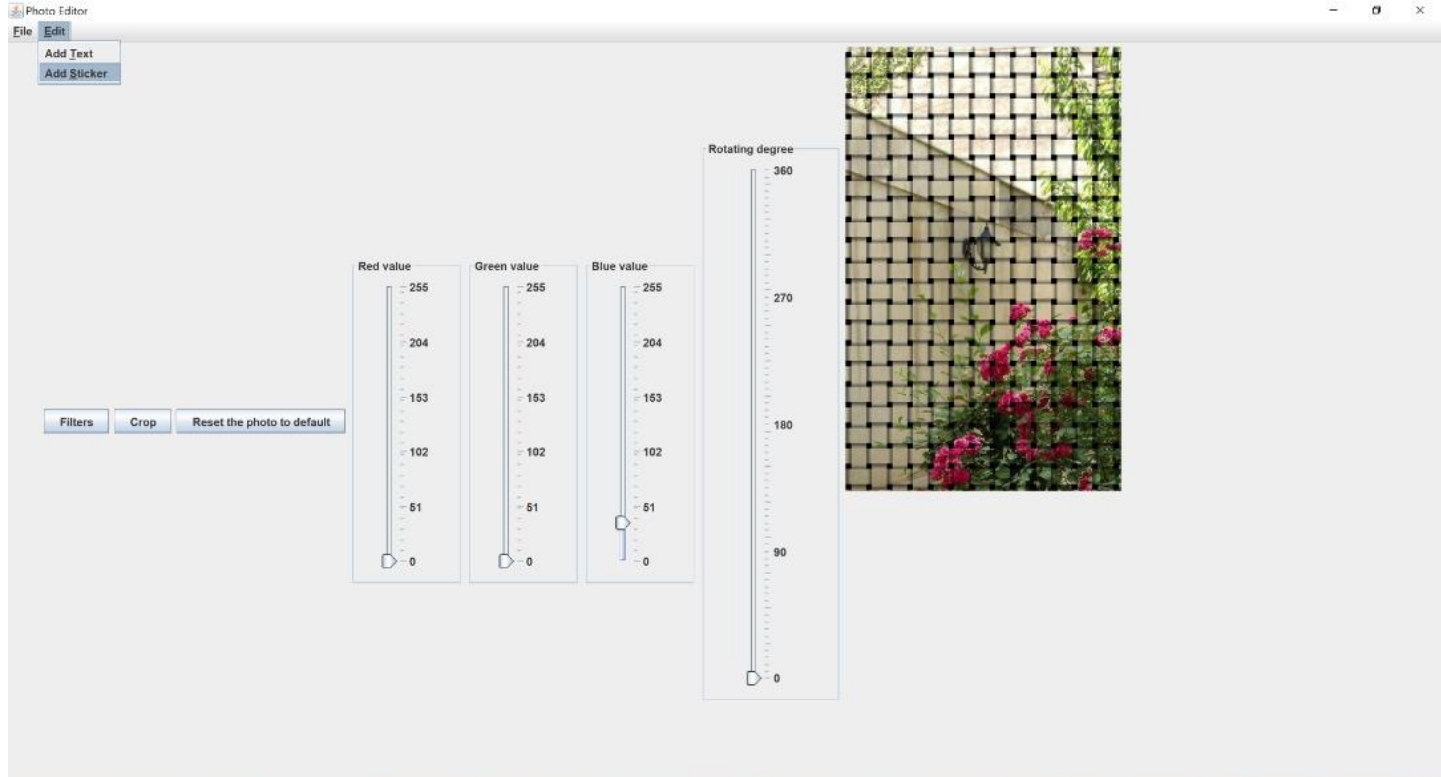 Photo Editor
File Edit
Add Text
Add Sticker
Rotating degree
360
270
180
90
0
Red value
255
204
153
102
51
0
Green value
255
204
153
102
51
0
Blue value
255
204
153
102
51
0
Filters Crop Reset the photo to default